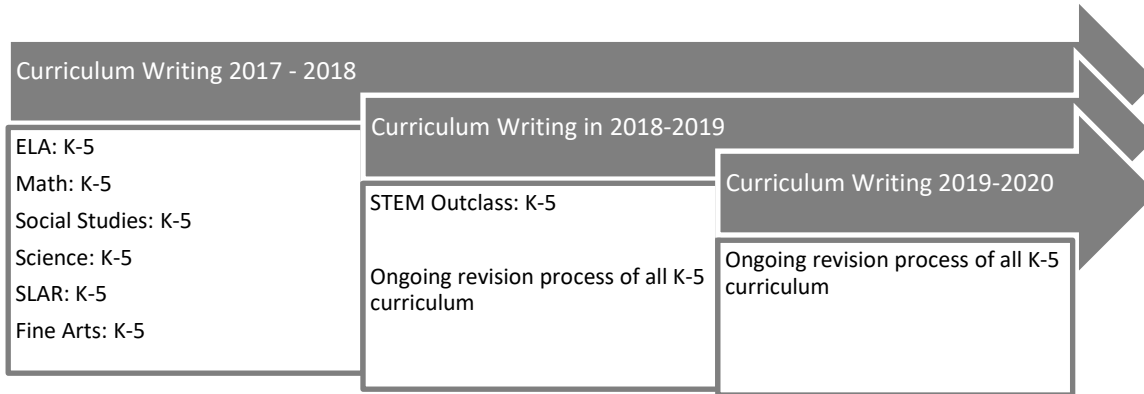 Curriculum Writing 2017 - 2018
ELA: K-5
Math: K-5
Social Studies: K-5
Science: K-5
SLAR: K-5
Fine Arts: K-5
Curriculum Writing in 2018-2019
STEM Outclass: K-5
Ongoing revision process of all K-5
curriculum
Curriculum Writing 2019-2020
Ongoing revision process of all K-5
curriculum